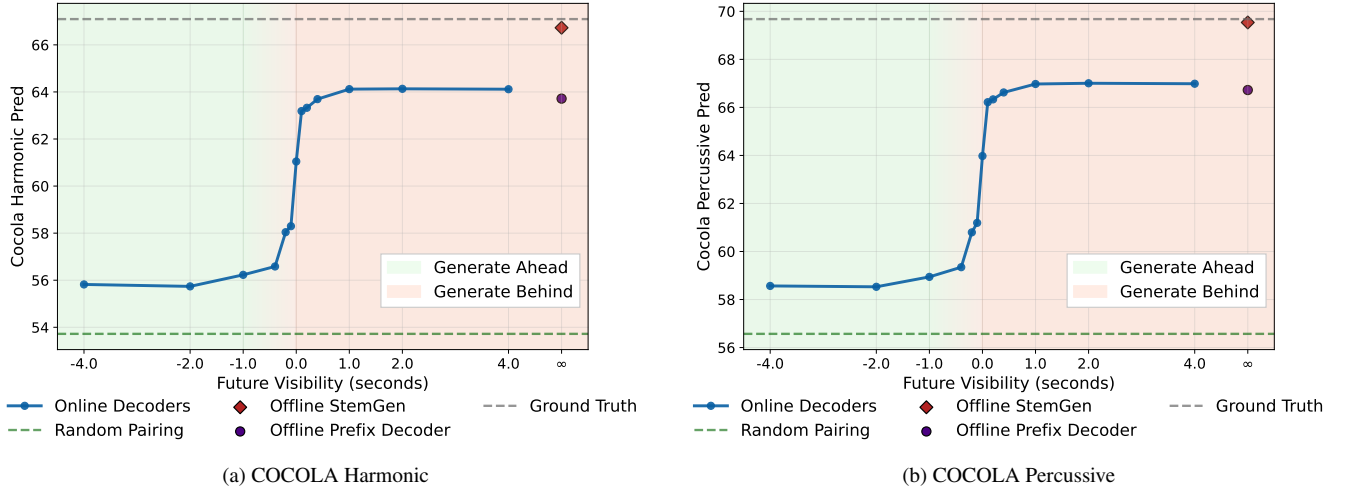 Cocola Harmonic Pred
66
64
62
60
58
56
54
-4.0 -2.0 -1.0 0.0 1.0 2.0 4.0 ∞
Future Visibility (seconds)
Generate Ahead
Generate Behind
Online Decoders Offline StemGen Ground Truth
Random Pairing Offline Prefix Decoder
(a) COCOLA Harmonic
Cocola Percussive Pred
70
68
66
64
62
60
58
56
-4.0 -2.0 -1.0 0.0 1.0 2.0 4.0 ∞
Future Visibility (seconds)
Generate Ahead
Generate Behind
Online Decoders Offline StemGen Ground Truth
Random Pairing Offline Prefix Decoder
(b) COCOLA Percussive